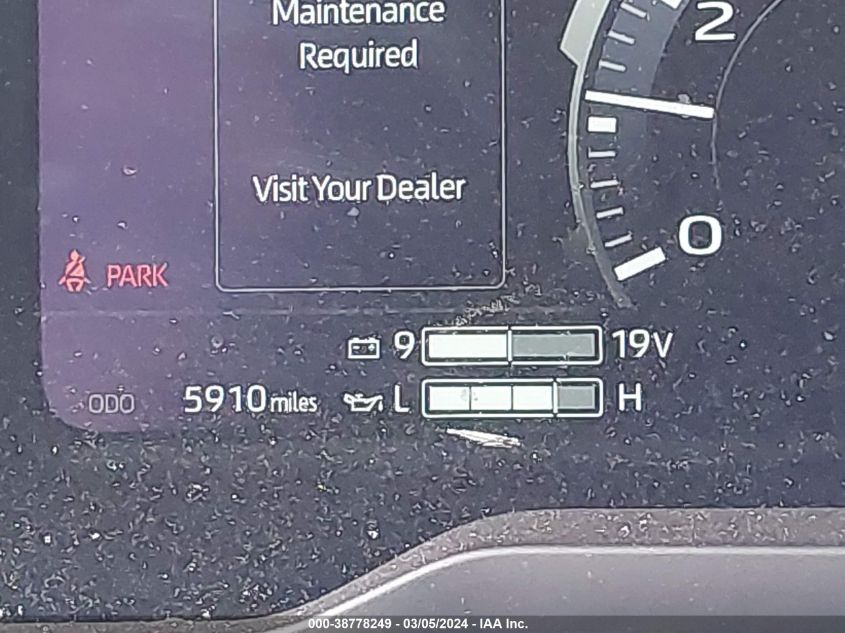 Maintenance
Required
2
Visit Your Dealer
0
PARK
9 19V
ODO 5910 miles L H
000-38778249 - 03/05/2024 - IAA Inc.